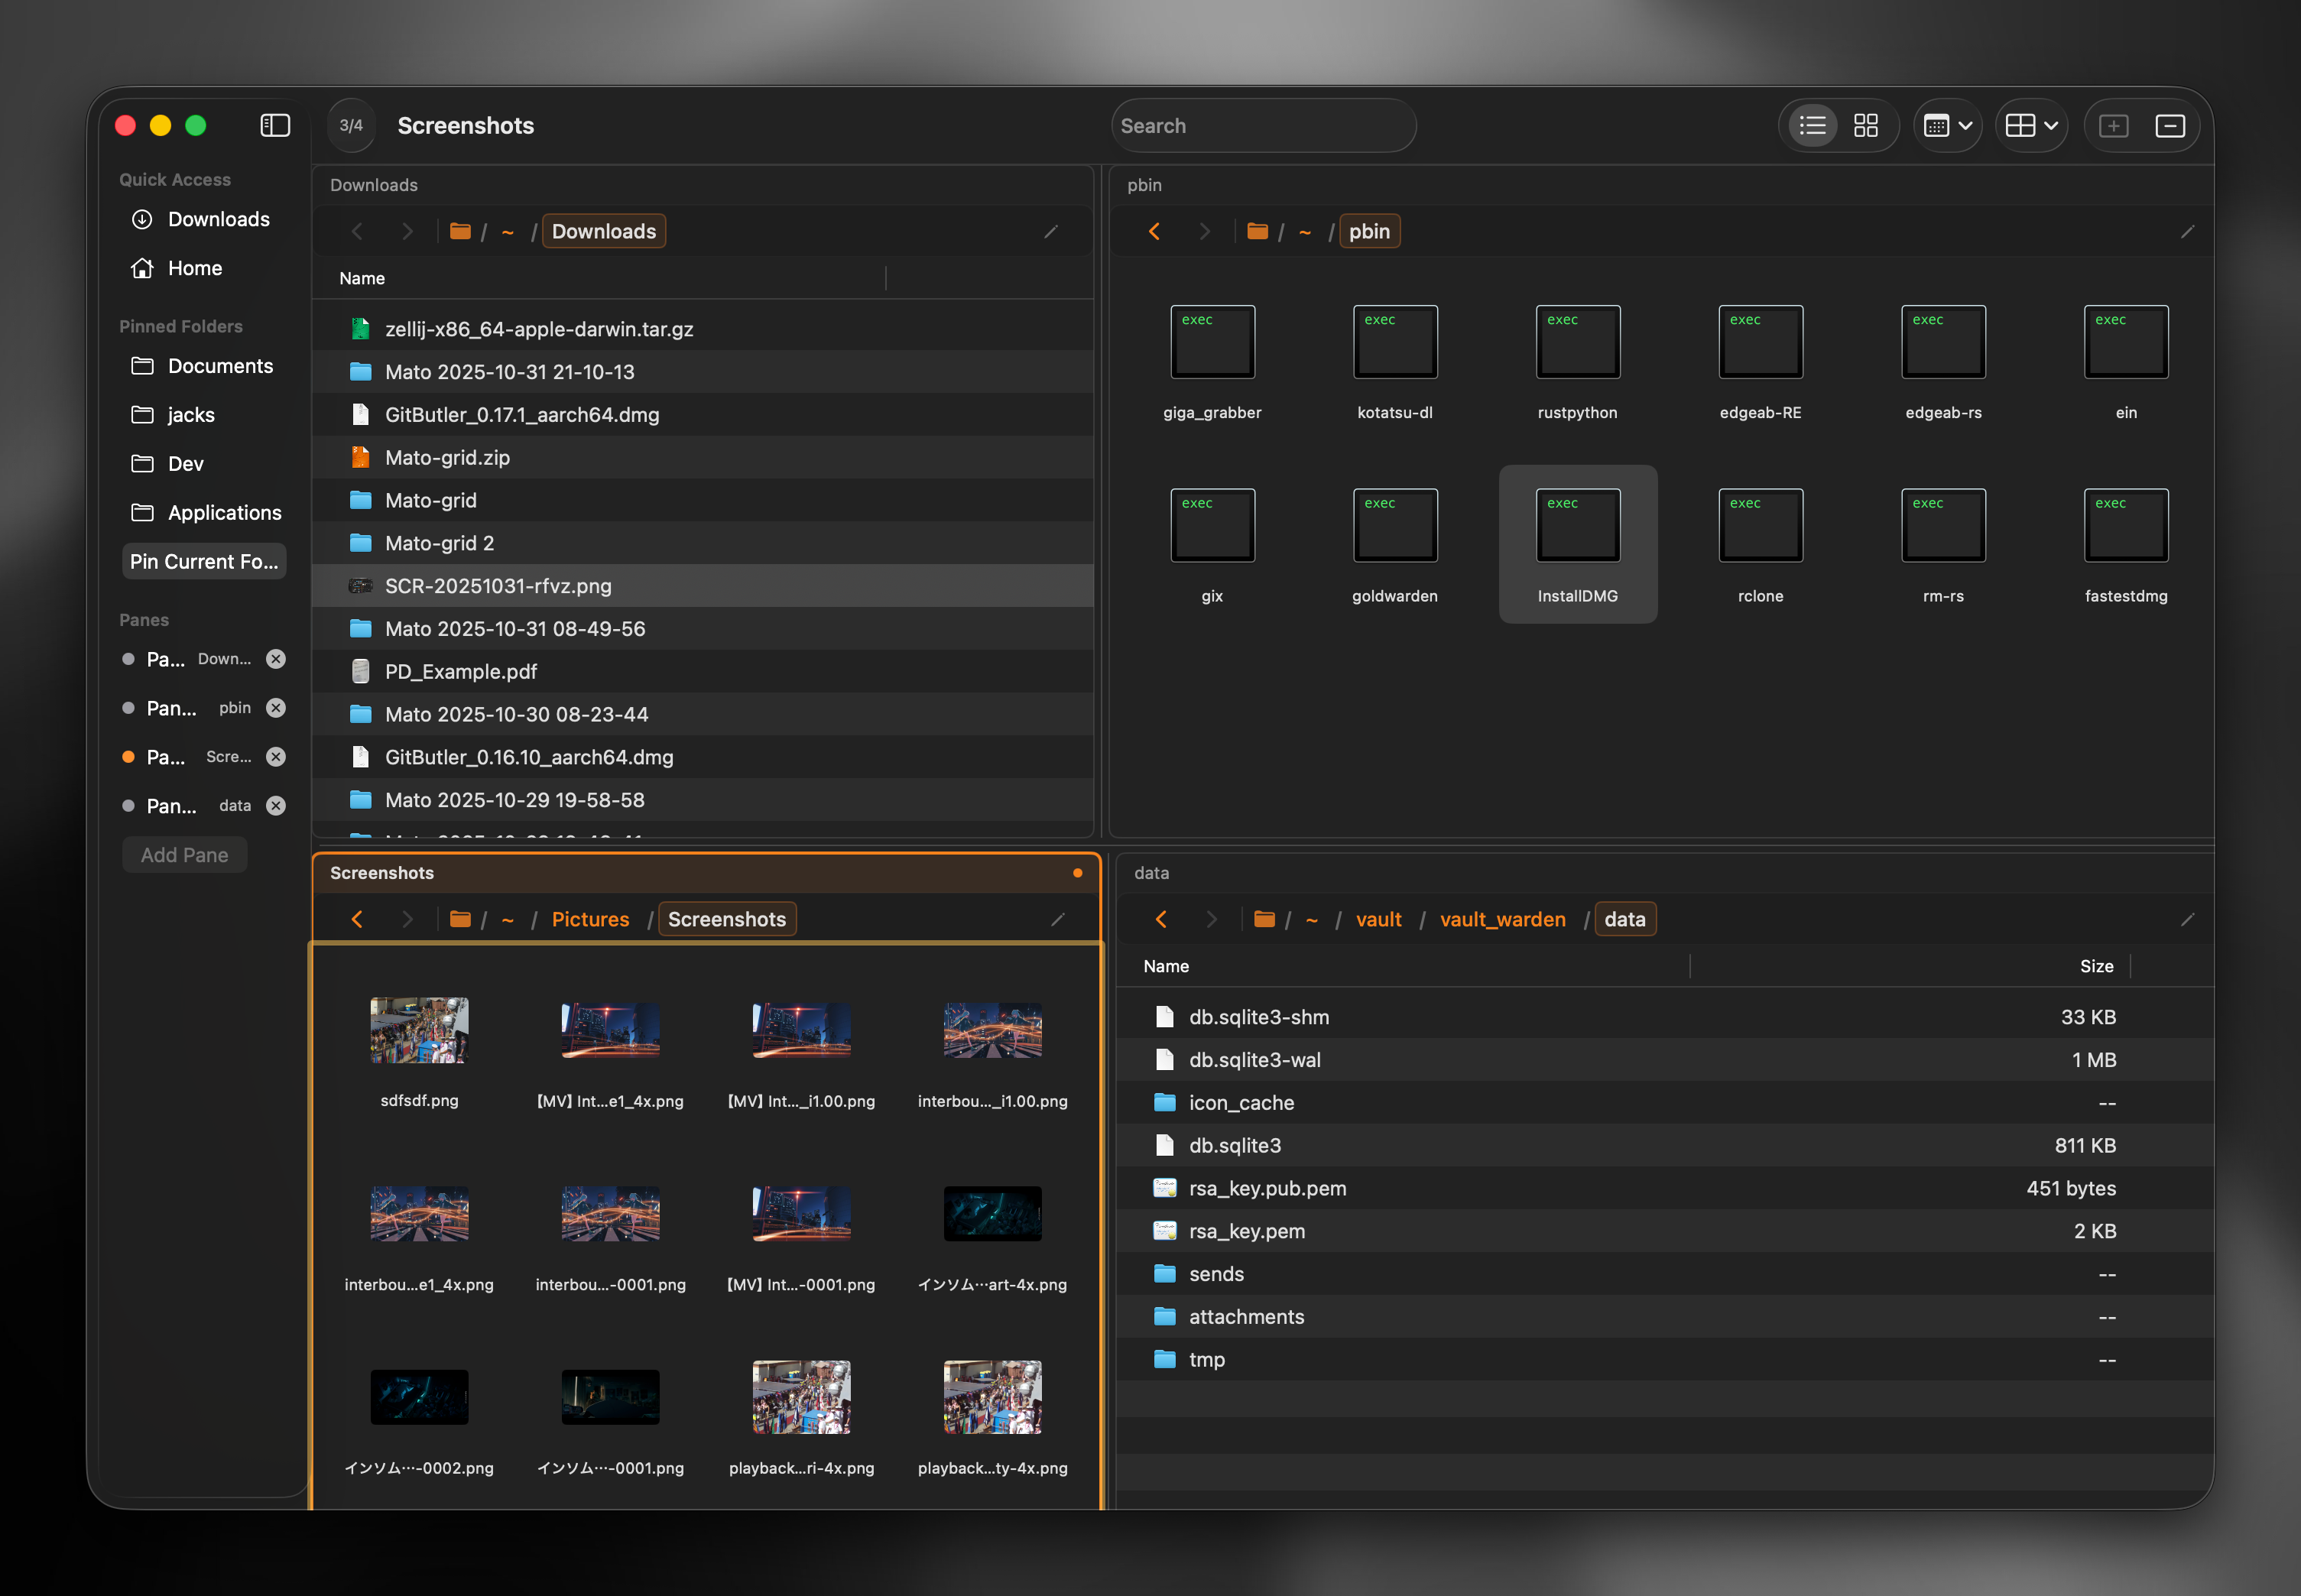 3/4
Screenshots
Search
Quick Access
Downloads
Home
Pinned Folders
Documents
jacks
Dev
Applications
Pin Current Fo...
Panes
Pa... Down...
Pan... pbin
Pa... Scre...
Pan... data
Add Pane
Downloads
/ ~ / Downloads
Name
zellij-x86_64-apple-darwin.tar.gz
Mato 2025-10-31 21-10-13
GitButler_0.17.1_aarch64.dmg
Mato-grid.zip
Mato-grid
Mato-grid 2
SCR-20251031-rfvz.png
Mato 2025-10-31 08-49-56
PD_Example.pdf
Mato 2025-10-30 08-23-44
GitButler_0.16.10_aarch64.dmg
Mato 2025-10-29 19-58-58
pbin
/ ~ / pbin
exec exec exec exec exec exec
giga_grabber kotatsu-dl rustpython edgeab-RE edgeab-rs ein
exec exec exec exec exec exec
gix goldwarden InstallDMG rclone rm-rs fastestdmg
Screenshots
/ ~ / Pictures / Screenshots
sdfsdf.png 【MV】Int...e1_4x.png 【MV】Int..._i1.00.png interbou..._i1.00.png
interbou...e1_4x.png interbou...-0001.png 【MV】Int...-0001.png インソム…art-4x.png
インソム…-0002.png インソム…-0001.png playback...ri-4x.png playback...ty-4x.png
data
/ ~ / vault / vault_warden / data
Name Size
db.sqlite3-shm 33 KB
db.sqlite3-wal 1 MB
icon_cache --
db.sqlite3 811 KB
rsa_key.pub.pem 451 bytes
rsa_key.pem 2 KB
sends --
attachments --
tmp --